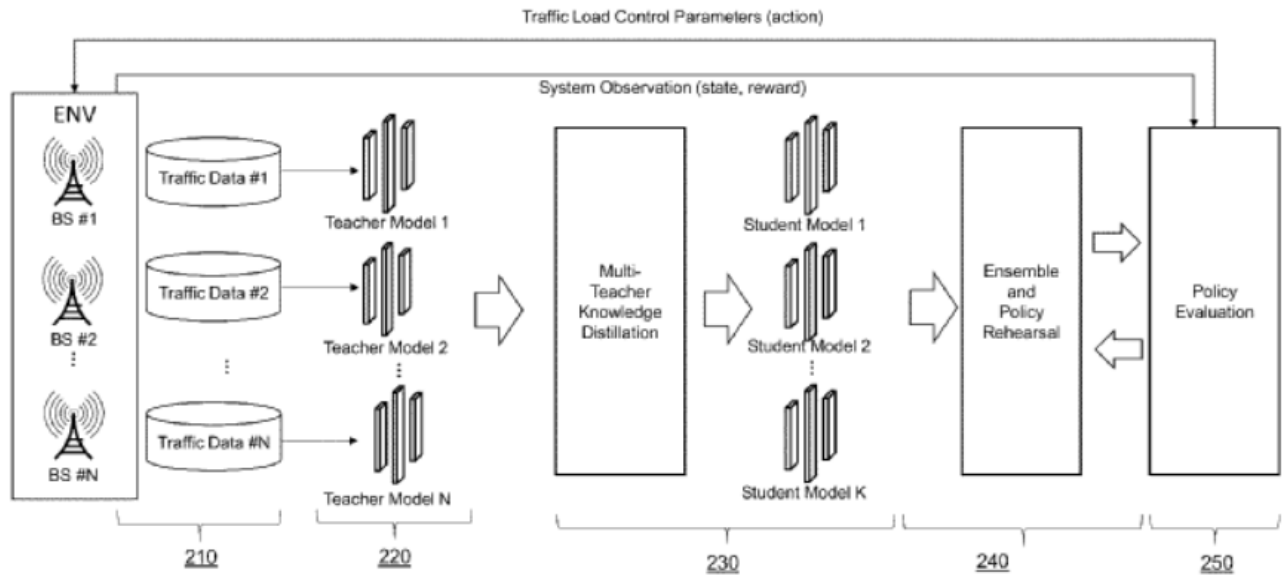 Traffic Load Control Parameters (action)
System Observation (state, reward)
ENV
BS #1
BS #2
⋮
BS #N
Traffic Data #1
Traffic Data #2
⋮
Traffic Data #N
Teacher Model 1
Teacher Model 2
⋮
Teacher Model N
Multi-
Teacher
Knowledge
Distillation
Student Model 1
Student Model 2
⋮
Student Model K
Ensemble
and
Policy
Rehearsal
Policy
Evaluation
210
220
230
240
250